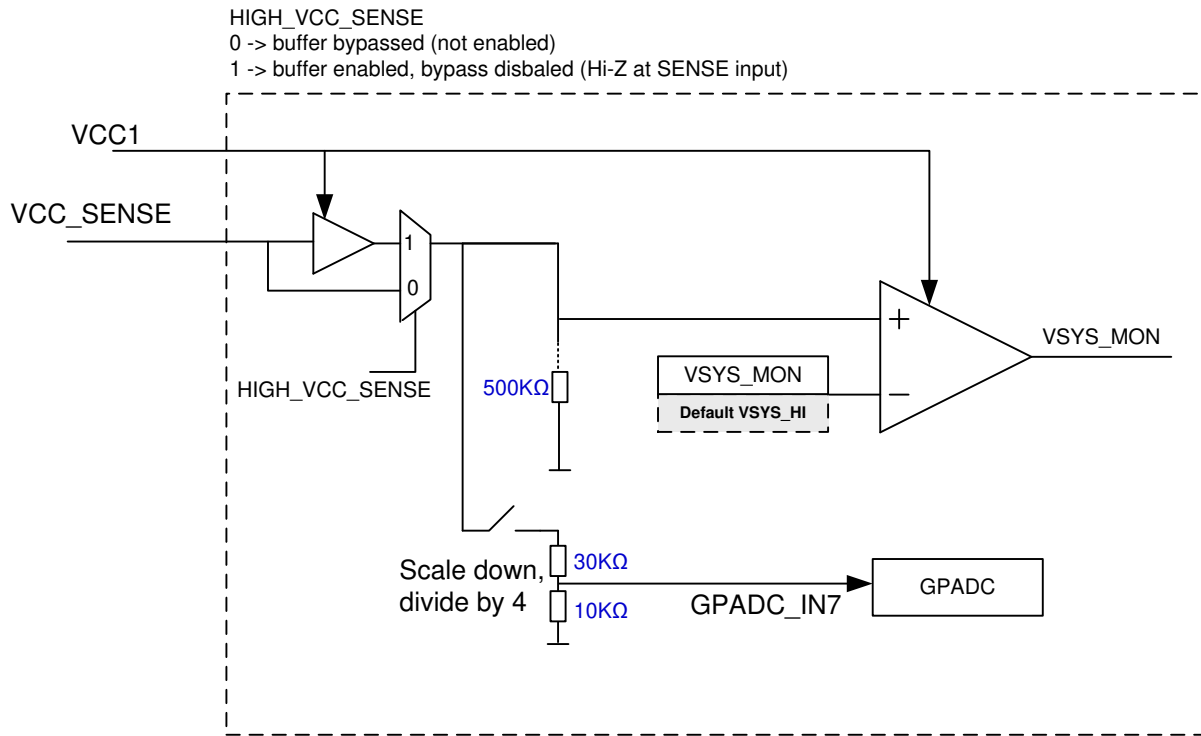 HIGH_VCC_SENSE
0 -> buffer bypassed (not enabled)
1 -> buffer enabled, bypass disbaled (Hi-Z at SENSE input)
VCC1
VCC_SENSE
1
0
HIGH_VCC_SENSE
500KΩ
+
VSYS_MON
Default VSYS_HI
−
VSYS_MON
Scale down,
divide by 4
30KΩ
10KΩ
GPADC_IN7
GPADC